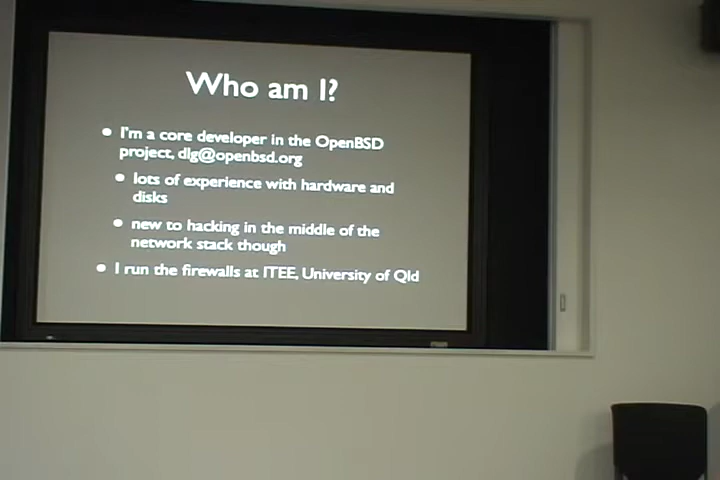 Who am I?
• I'm a core developer in the OpenBSD
project, dlg@openbsd.org
• lots of experience with hardware and
disks
• new to hacking in the middle of the
network stack though
• I run the firewalls at ITEE, University of Qld